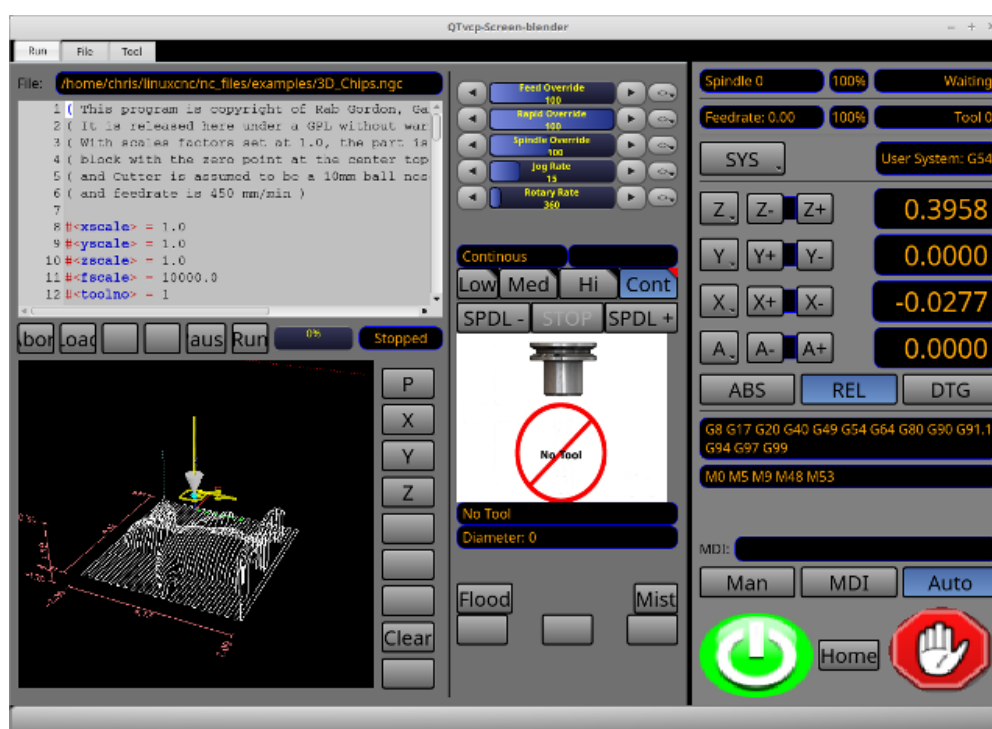 QTvcp-Screen-blender
Run File Tool
File: /home/chris/linuxcnc/nc_files/examples/3D_Chips.ngc
1 ( This program is copyright of Rab Gordon, Ga
2 ( It is released here under a GPL without war
3 ( With scales factors set at 1.0, the part is
4 ( block with the zero point at the center top
5 ( and Cutter is assumed to be a 10mm ball nos
6 ( and feedrate is 450 mm/min )
7
8 #<xscale> = 1.0
9 #<yscale> = 1.0
10 #<zscale> = 1.0
11 #<fscale> = 10000.0
12 #<toolno> = 1
Abor Load Paus Run 0% Stopped
P
X
Y
Z
Clear
Feed Override
100
Rapid Override
100
Spindle Override
100
Jog Rate
15
Rotary Rate
360
Continous
Low Med Hi Cont
SPDL - STOP SPDL +
No Tool
No Tool
Diameter: 0
Flood Mist
Spindle 0 100% Waiting
Feedrate: 0.00 100% Tool 0
SYS User System: G54
Z Z- Z+ 0.3958
Y Y+ Y- 0.0000
X X+ X- -0.0277
A A- A+ 0.0000
ABS REL DTG
G8 G17 G20 G40 G49 G54 G64 G80 G90 G91.1
G94 G97 G99
M0 M5 M9 M48 M53
MDI:
Man MDI Auto
Home